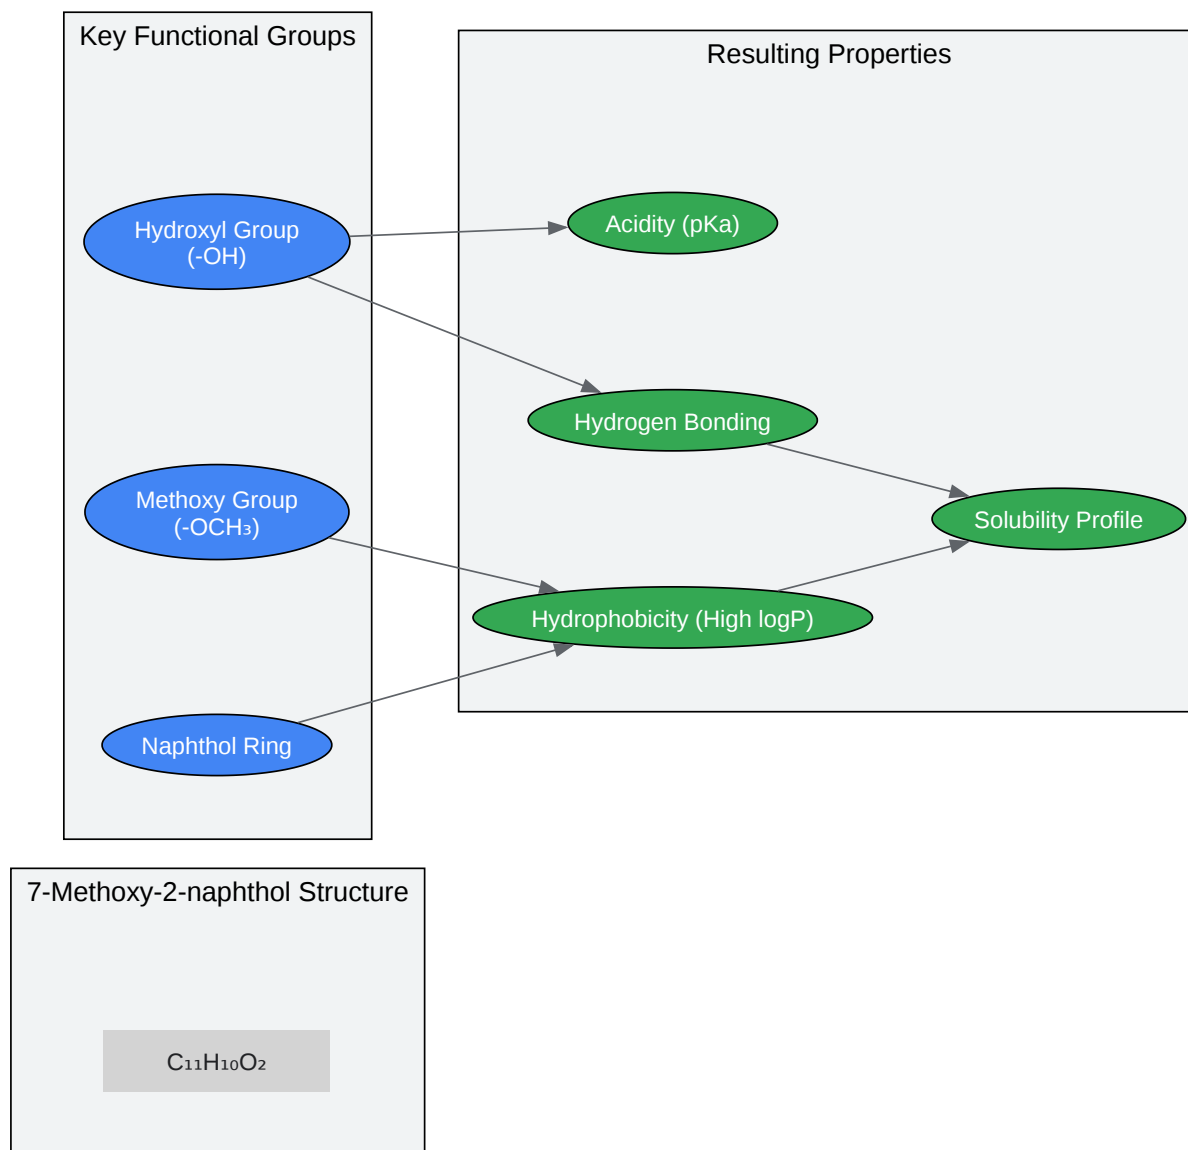 Key Functional Groups
Hydroxyl Group
(-OH)
Methoxy Group
(-OCH₃)
Naphthol Ring
Resulting Properties
Acidity (pKa)
Hydrogen Bonding
Hydrophobicity (High logP)
Solubility Profile
7-Methoxy-2-naphthol Structure
C₁₁H₁₀O₂